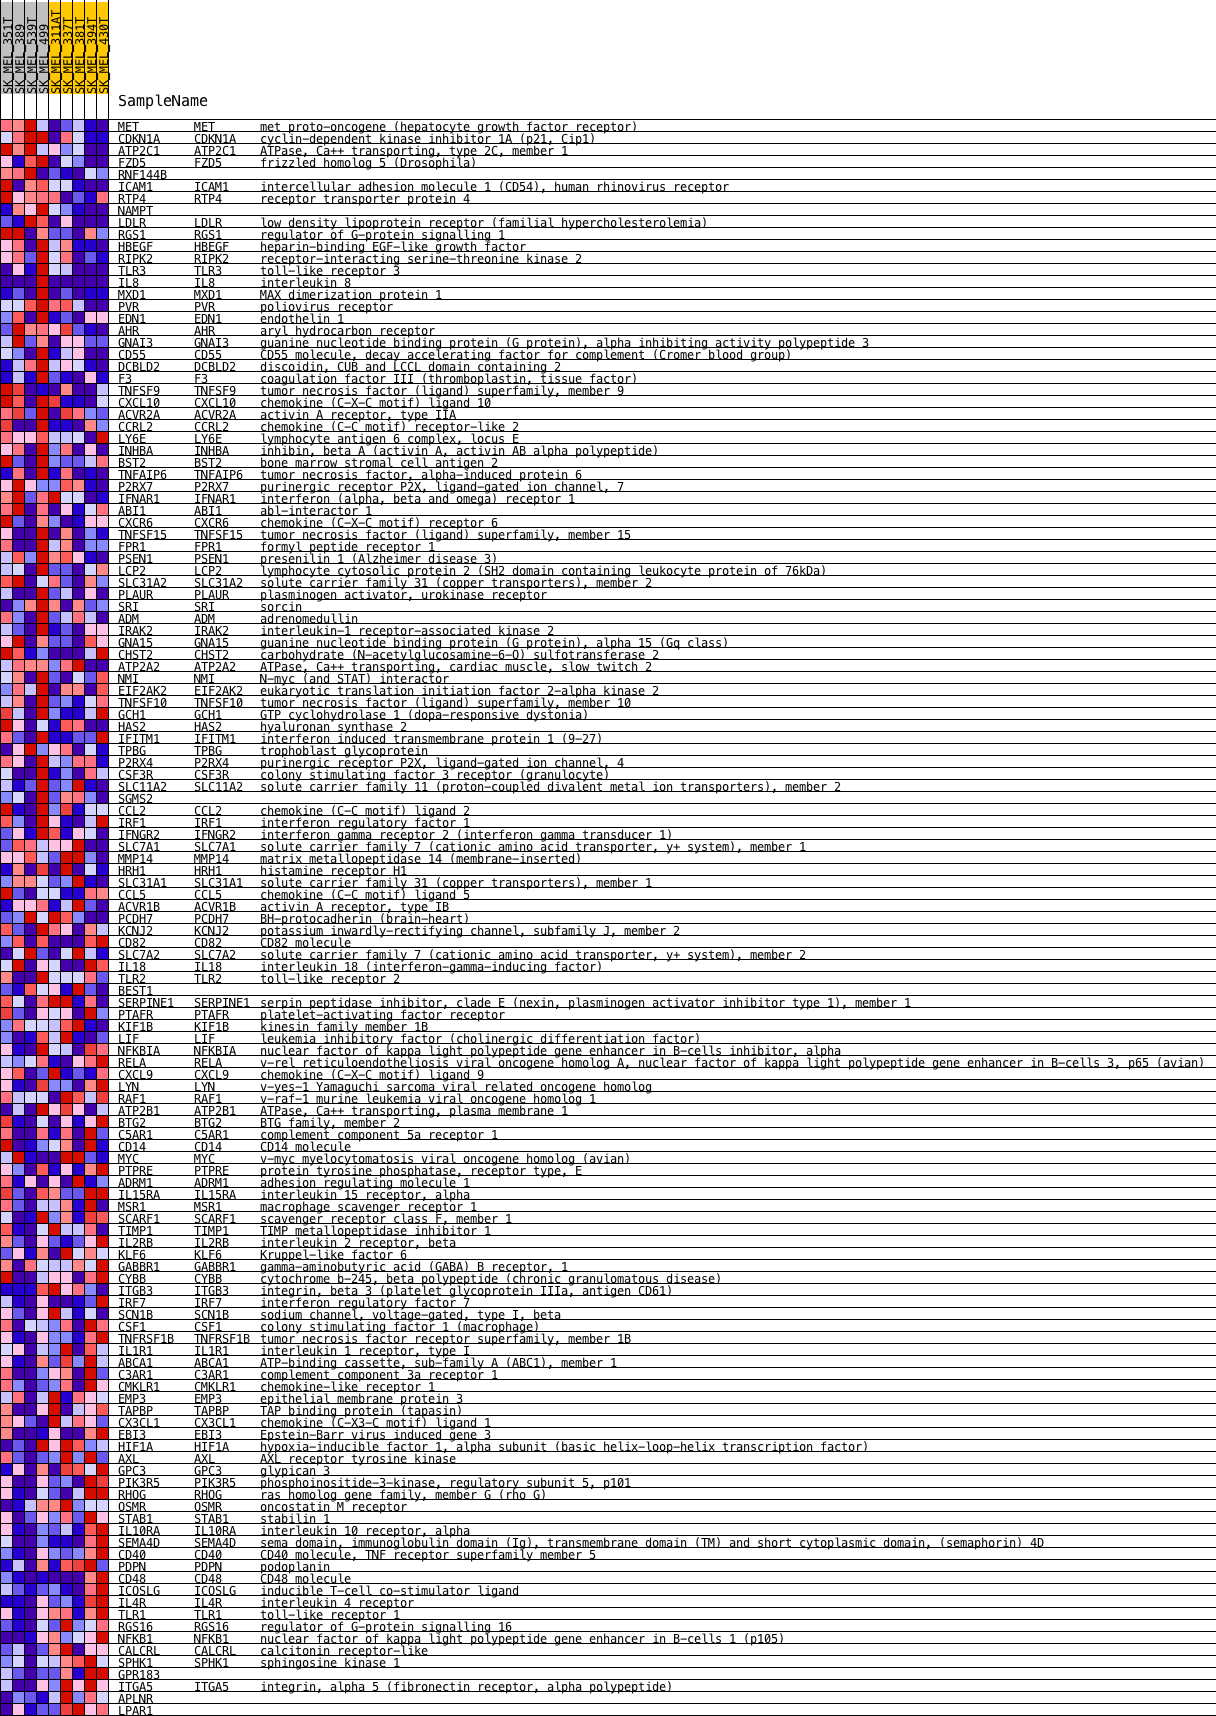 SK_MEL_351T SK_MEL_389 SK_MEL_539T SK_MEL_499 SK_MEL_311AT SK_MEL_337T SK_MEL_381T SK_MEL_394T SK_MEL_430T
SampleName
MET MET met proto-oncogene (hepatocyte growth factor receptor)
CDKN1A CDKN1A cyclin-dependent kinase inhibitor 1A (p21, Cip1)
ATP2C1 ATP2C1 ATPase, Ca++ transporting, type 2C, member 1
FZD5 FZD5 frizzled homolog 5 (Drosophila)
RNF144B
ICAM1 ICAM1 intercellular adhesion molecule 1 (CD54), human rhinovirus receptor
RTP4 RTP4 receptor transporter protein 4
NAMPT
LDLR LDLR low density lipoprotein receptor (familial hypercholesterolemia)
RGS1 RGS1 regulator of G-protein signalling 1
HBEGF HBEGF heparin-binding EGF-like growth factor
RIPK2 RIPK2 receptor-interacting serine-threonine kinase 2
TLR3 TLR3 toll-like receptor 3
IL8 IL8 interleukin 8
MXD1 MXD1 MAX dimerization protein 1
PVR PVR poliovirus receptor
EDN1 EDN1 endothelin 1
AHR AHR aryl hydrocarbon receptor
GNAI3 GNAI3 guanine nucleotide binding protein (G protein), alpha inhibiting activity polypeptide 3
CD55 CD55 CD55 molecule, decay accelerating factor for complement (Cromer blood group)
DCBLD2 DCBLD2 discoidin, CUB and LCCL domain containing 2
F3 F3 coagulation factor III (thromboplastin, tissue factor)
TNFSF9 TNFSF9 tumor necrosis factor (ligand) superfamily, member 9
CXCL10 CXCL10 chemokine (C-X-C motif) ligand 10
ACVR2A ACVR2A activin A receptor, type IIA
CCRL2 CCRL2 chemokine (C-C motif) receptor-like 2
LY6E LY6E lymphocyte antigen 6 complex, locus E
INHBA INHBA inhibin, beta A (activin A, activin AB alpha polypeptide)
BST2 BST2 bone marrow stromal cell antigen 2
TNFAIP6 TNFAIP6 tumor necrosis factor, alpha-induced protein 6
P2RX7 P2RX7 purinergic receptor P2X, ligand-gated ion channel, 7
IFNAR1 IFNAR1 interferon (alpha, beta and omega) receptor 1
ABI1 ABI1 abl-interactor 1
CXCR6 CXCR6 chemokine (C-X-C motif) receptor 6
TNFSF15 TNFSF15 tumor necrosis factor (ligand) superfamily, member 15
FPR1 FPR1 formyl peptide receptor 1
PSEN1 PSEN1 presenilin 1 (Alzheimer disease 3)
LCP2 LCP2 lymphocyte cytosolic protein 2 (SH2 domain containing leukocyte protein of 76kDa)
SLC31A2 SLC31A2 solute carrier family 31 (copper transporters), member 2
PLAUR PLAUR plasminogen activator, urokinase receptor
SRI SRI sorcin
ADM ADM adrenomedullin
IRAK2 IRAK2 interleukin-1 receptor-associated kinase 2
GNA15 GNA15 guanine nucleotide binding protein (G protein), alpha 15 (Gq class)
CHST2 CHST2 carbohydrate (N-acetylglucosamine-6-O) sulfotransferase 2
ATP2A2 ATP2A2 ATPase, Ca++ transporting, cardiac muscle, slow twitch 2
NMI NMI N-myc (and STAT) interactor
EIF2AK2 EIF2AK2 eukaryotic translation initiation factor 2-alpha kinase 2
TNFSF10 TNFSF10 tumor necrosis factor (ligand) superfamily, member 10
GCH1 GCH1 GTP cyclohydrolase 1 (dopa-responsive dystonia)
HAS2 HAS2 hyaluronan synthase 2
IFITM1 IFITM1 interferon induced transmembrane protein 1 (9-27)
TPBG TPBG trophoblast glycoprotein
P2RX4 P2RX4 purinergic receptor P2X, ligand-gated ion channel, 4
CSF3R CSF3R colony stimulating factor 3 receptor (granulocyte)
SLC11A2 SLC11A2 solute carrier family 11 (proton-coupled divalent metal ion transporters), member 2
SGMS2
CCL2 CCL2 chemokine (C-C motif) ligand 2
IRF1 IRF1 interferon regulatory factor 1
IFNGR2 IFNGR2 interferon gamma receptor 2 (interferon gamma transducer 1)
SLC7A1 SLC7A1 solute carrier family 7 (cationic amino acid transporter, y+ system), member 1
MMP14 MMP14 matrix metallopeptidase 14 (membrane-inserted)
HRH1 HRH1 histamine receptor H1
SLC31A1 SLC31A1 solute carrier family 31 (copper transporters), member 1
CCL5 CCL5 chemokine (C-C motif) ligand 5
ACVR1B ACVR1B activin A receptor, type IB
PCDH7 PCDH7 BH-protocadherin (brain-heart)
KCNJ2 KCNJ2 potassium inwardly-rectifying channel, subfamily J, member 2
CD82 CD82 CD82 molecule
SLC7A2 SLC7A2 solute carrier family 7 (cationic amino acid transporter, y+ system), member 2
IL18 IL18 interleukin 18 (interferon-gamma-inducing factor)
TLR2 TLR2 toll-like receptor 2
BEST1
SERPINE1 SERPINE1 serpin peptidase inhibitor, clade E (nexin, plasminogen activator inhibitor type 1), member 1
PTAFR PTAFR platelet-activating factor receptor
KIF1B KIF1B kinesin family member 1B
LIF LIF leukemia inhibitory factor (cholinergic differentiation factor)
NFKBIA NFKBIA nuclear factor of kappa light polypeptide gene enhancer in B-cells inhibitor, alpha
RELA RELA v-rel reticuloendotheliosis viral oncogene homolog A, nuclear factor of kappa light polypeptide gene enhancer in B-cells 3, p65 (avian)
CXCL9 CXCL9 chemokine (C-X-C motif) ligand 9
LYN LYN v-yes-1 Yamaguchi sarcoma viral related oncogene homolog
RAF1 RAF1 v-raf-1 murine leukemia viral oncogene homolog 1
ATP2B1 ATP2B1 ATPase, Ca++ transporting, plasma membrane 1
BTG2 BTG2 BTG family, member 2
C5AR1 C5AR1 complement component 5a receptor 1
CD14 CD14 CD14 molecule
MYC MYC v-myc myelocytomatosis viral oncogene homolog (avian)
PTPRE PTPRE protein tyrosine phosphatase, receptor type, E
ADRM1 ADRM1 adhesion regulating molecule 1
IL15RA IL15RA interleukin 15 receptor, alpha
MSR1 MSR1 macrophage scavenger receptor 1
SCARF1 SCARF1 scavenger receptor class F, member 1
TIMP1 TIMP1 TIMP metallopeptidase inhibitor 1
IL2RB IL2RB interleukin 2 receptor, beta
KLF6 KLF6 Kruppel-like factor 6
GABBR1 GABBR1 gamma-aminobutyric acid (GABA) B receptor, 1
CYBB CYBB cytochrome b-245, beta polypeptide (chronic granulomatous disease)
ITGB3 ITGB3 integrin, beta 3 (platelet glycoprotein IIIa, antigen CD61)
IRF7 IRF7 interferon regulatory factor 7
SCN1B SCN1B sodium channel, voltage-gated, type I, beta
CSF1 CSF1 colony stimulating factor 1 (macrophage)
TNFRSF1B TNFRSF1B tumor necrosis factor receptor superfamily, member 1B
IL1R1 IL1R1 interleukin 1 receptor, type I
ABCA1 ABCA1 ATP-binding cassette, sub-family A (ABC1), member 1
C3AR1 C3AR1 complement component 3a receptor 1
CMKLR1 CMKLR1 chemokine-like receptor 1
EMP3 EMP3 epithelial membrane protein 3
TAPBP TAPBP TAP binding protein (tapasin)
CX3CL1 CX3CL1 chemokine (C-X3-C motif) ligand 1
EBI3 EBI3 Epstein-Barr virus induced gene 3
HIF1A HIF1A hypoxia-inducible factor 1, alpha subunit (basic helix-loop-helix transcription factor)
AXL AXL AXL receptor tyrosine kinase
GPC3 GPC3 glypican 3
PIK3R5 PIK3R5 phosphoinositide-3-kinase, regulatory subunit 5, p101
RHOG RHOG ras homolog gene family, member G (rho G)
OSMR OSMR oncostatin M receptor
STAB1 STAB1 stabilin 1
IL10RA IL10RA interleukin 10 receptor, alpha
SEMA4D SEMA4D sema domain, immunoglobulin domain (Ig), transmembrane domain (TM) and short cytoplasmic domain, (semaphorin) 4D
CD40 CD40 CD40 molecule, TNF receptor superfamily member 5
PDPN PDPN podoplanin
CD48 CD48 CD48 molecule
ICOSLG ICOSLG inducible T-cell co-stimulator ligand
IL4R IL4R interleukin 4 receptor
TLR1 TLR1 toll-like receptor 1
RGS16 RGS16 regulator of G-protein signalling 16
NFKB1 NFKB1 nuclear factor of kappa light polypeptide gene enhancer in B-cells 1 (p105)
CALCRL CALCRL calcitonin receptor-like
SPHK1 SPHK1 sphingosine kinase 1
GPR183
ITGA5 ITGA5 integrin, alpha 5 (fibronectin receptor, alpha polypeptide)
APLNR
LPAR1